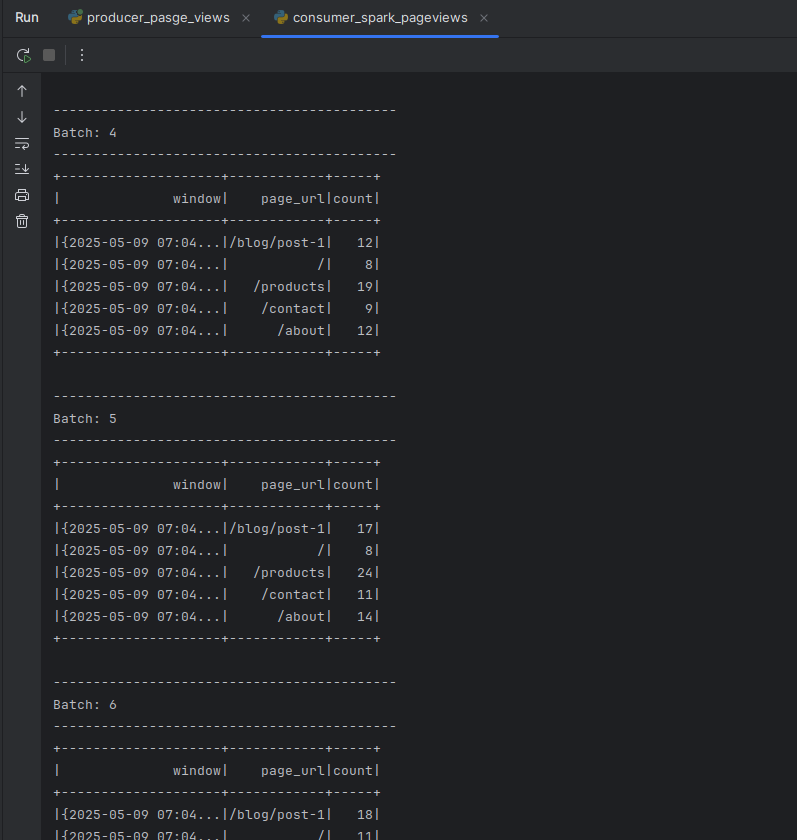 Run producer_pasge_views consumer_spark_pageviews
-------------------------------------------
Batch: 4
-------------------------------------------
+--------------------+------------+-----+
|              window|    page_url|count|
+--------------------+------------+-----+
|{2025-05-09 07:04...|/blog/post-1|   12|
|{2025-05-09 07:04...|           /|    8|
|{2025-05-09 07:04...|   /products|   19|
|{2025-05-09 07:04...|    /contact|    9|
|{2025-05-09 07:04...|      /about|   12|
+--------------------+------------+-----+
-------------------------------------------
Batch: 5
-------------------------------------------
+--------------------+------------+-----+
|              window|    page_url|count|
+--------------------+------------+-----+
|{2025-05-09 07:04...|/blog/post-1|   17|
|{2025-05-09 07:04...|           /|    8|
|{2025-05-09 07:04...|   /products|   24|
|{2025-05-09 07:04...|    /contact|   11|
|{2025-05-09 07:04...|      /about|   14|
+--------------------+------------+-----+
-------------------------------------------
Batch: 6
-------------------------------------------
+--------------------+------------+-----+
|              window|    page_url|count|
+--------------------+------------+-----+
|{2025-05-09 07:04...|/blog/post-1|   18|
|{2025-05-09 07:04...|           /|   11|